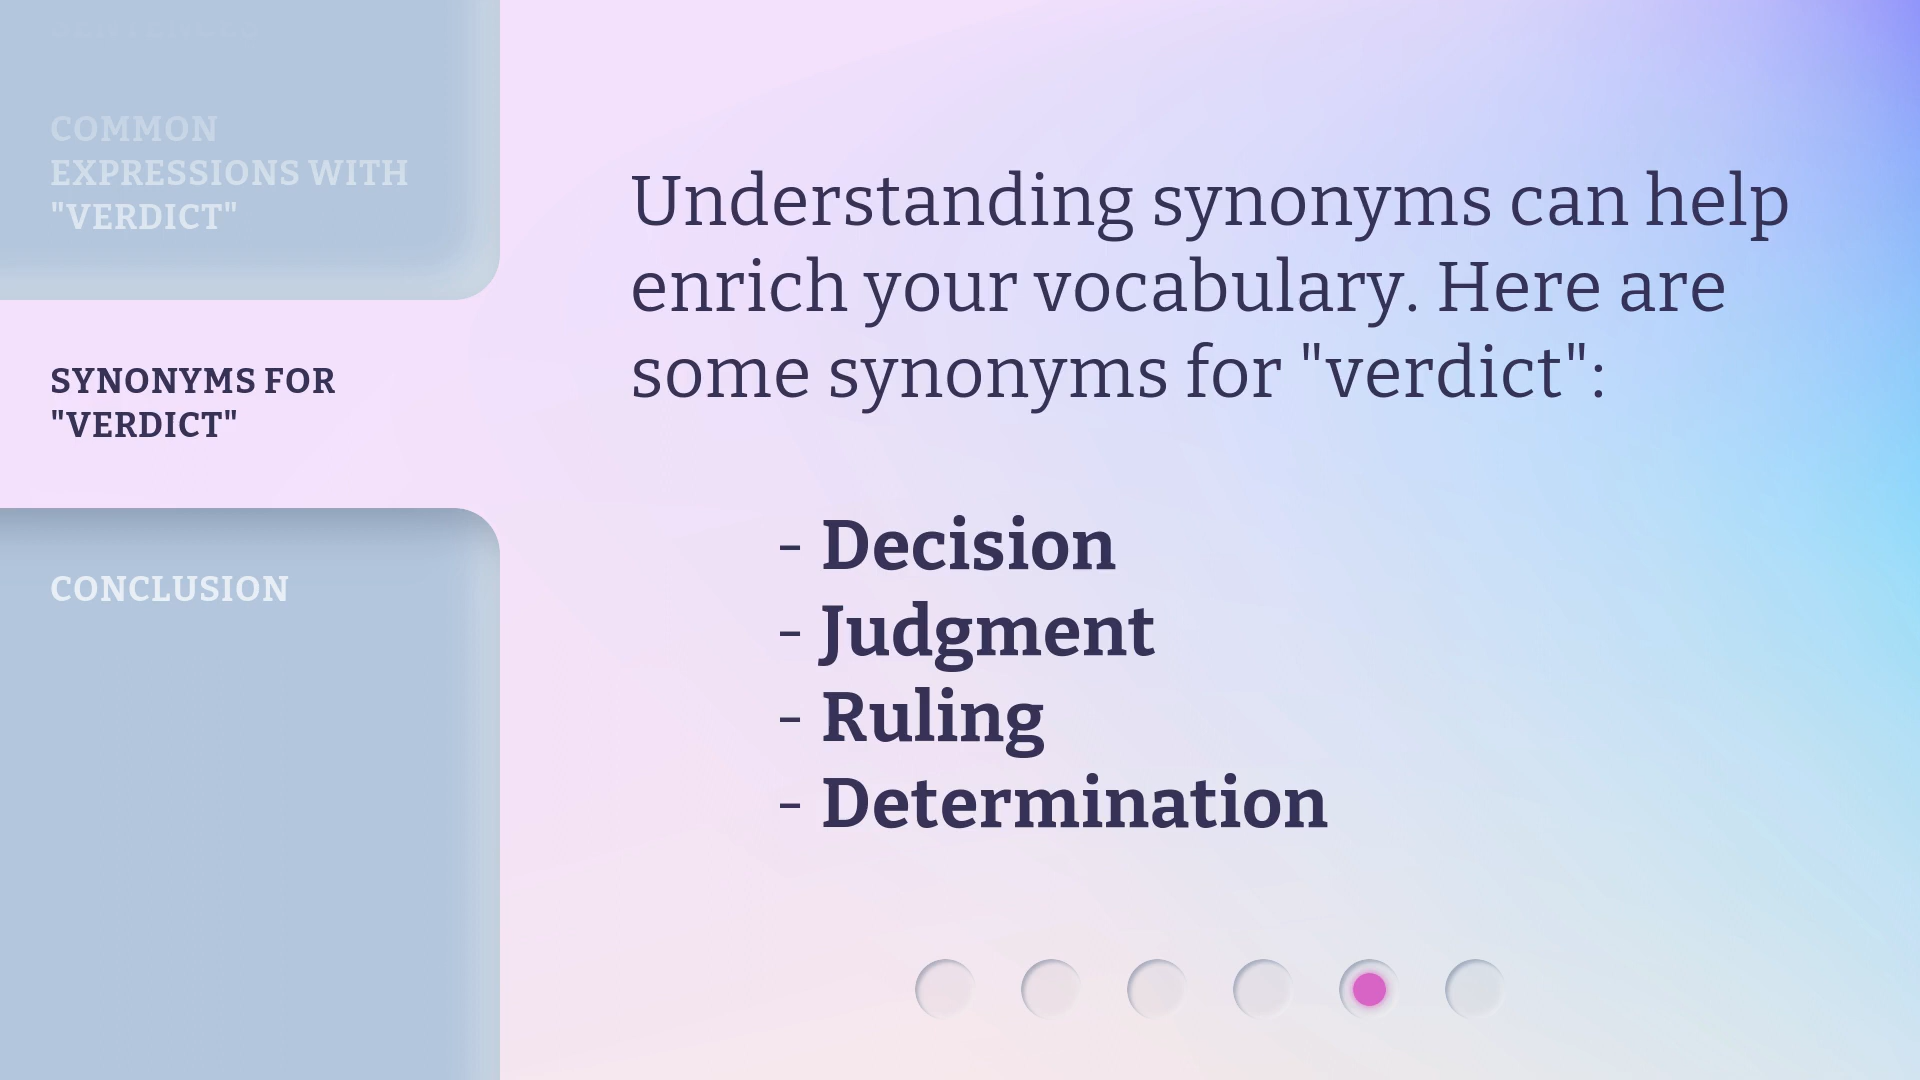 COMMON
EXPRESSIONS WITH
"VERDICT"
SYNONYMS FOR
"VERDICT"
CONCLUSION
Understanding synonyms can help
enrich your vocabulary. Here are
some synonyms for "verdict":
- Decision
- Judgment
- Ruling
- Determination